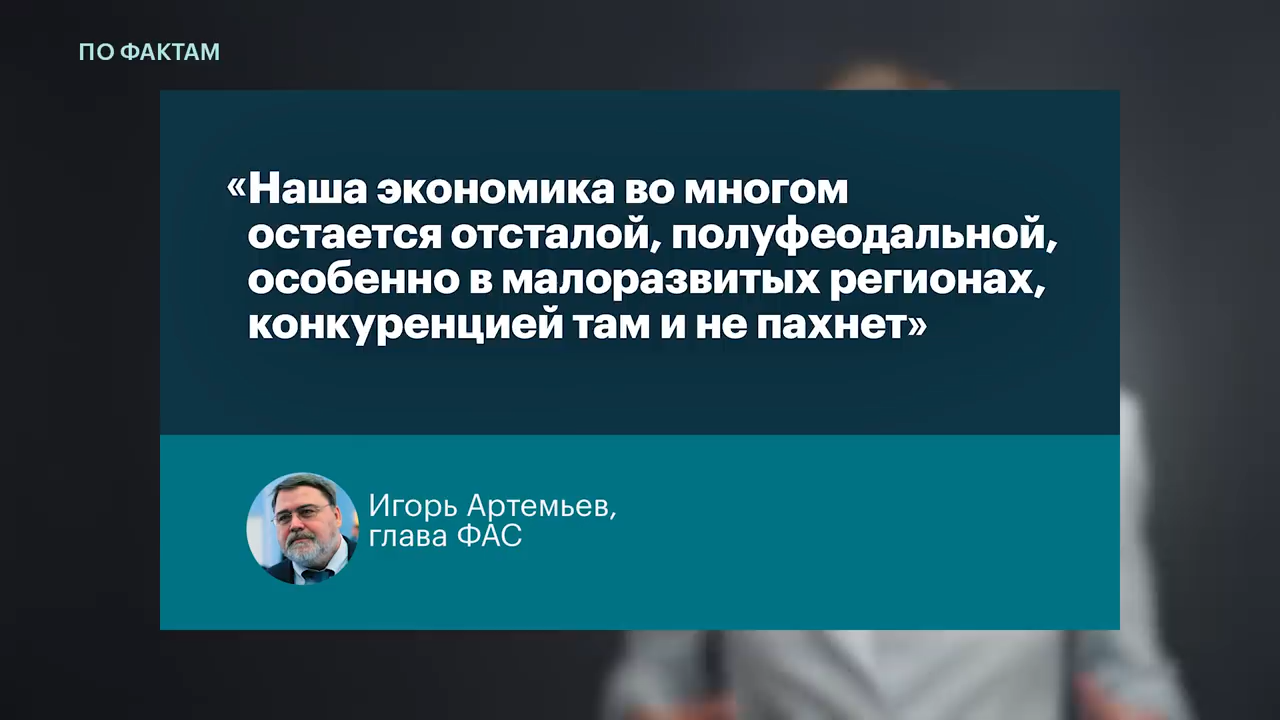 ПО ФАКТАМ
«Наша экономика во многом
остается отсталой, полуфеодальной,
особенно в малоразвитых регионах,
конкуренцией там и не пахнет»
Игорь Артемьев,
глава ФАС